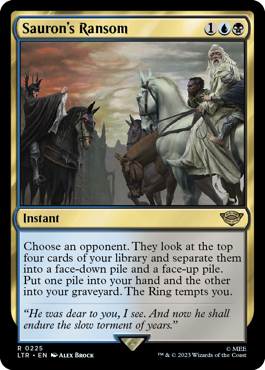 Sauron's Ransom 1
Instant
Choose an opponent. They look at the top
four cards of your library and separate them
into a face-down pile and a face-up pile.
Put one pile into your hand and the other
into your graveyard. The Ring tempts you.
"He was dear to you, I see. And now he shall
endure the slow torment of years."
R 0225
LTR • EN ALEX BROCK
© MEE
™ & © 2023 Wizards of the Coast